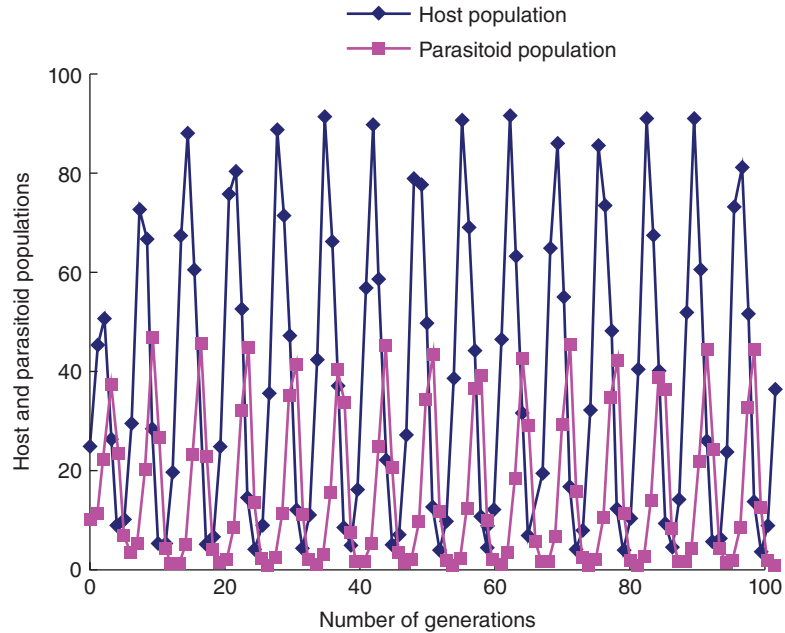 Host population
Parasitoid population
100
80
60
40
20
0
Host and parasitoid populations
0 20 40 60 80 100
Number of generations